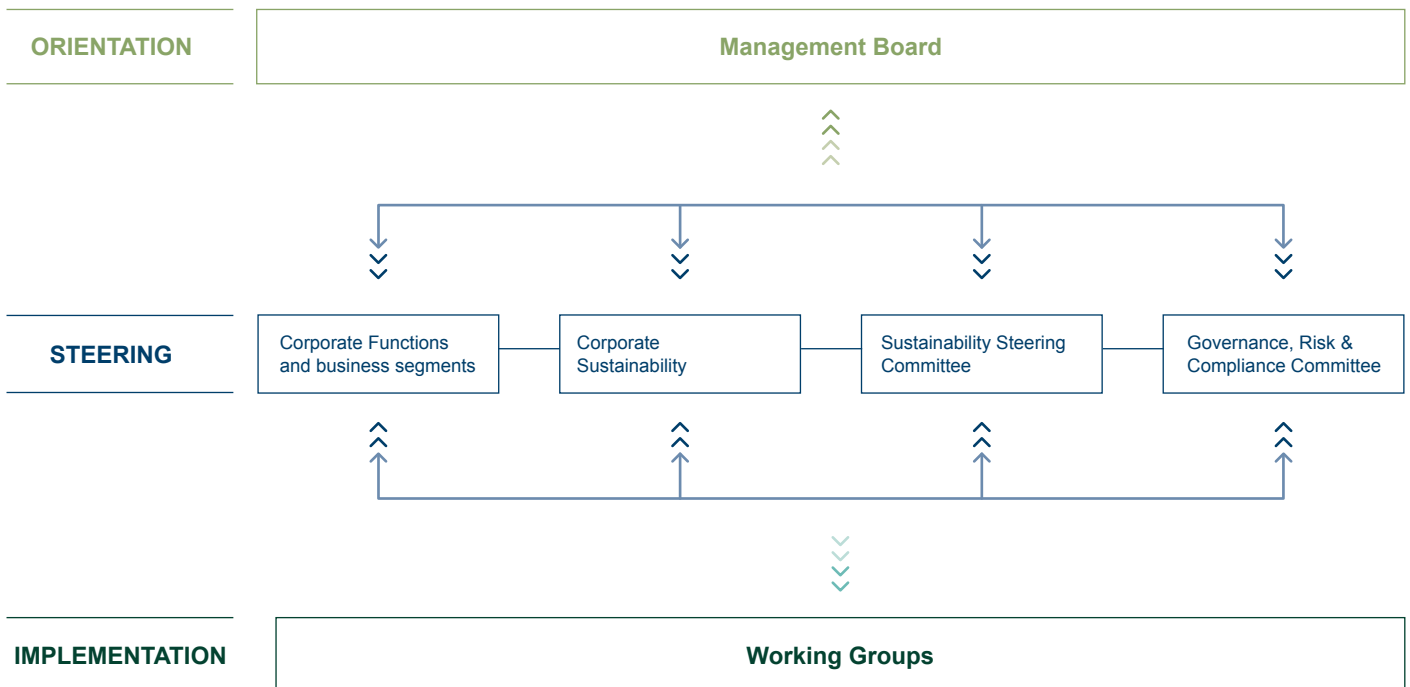 ORIENTATION
Management Board
STEERING
Corporate Functions
and business segments
Corporate
Sustainability
Sustainability Steering
Committee
Governance, Risk &
Compliance Committee
IMPLEMENTATION
Working Groups